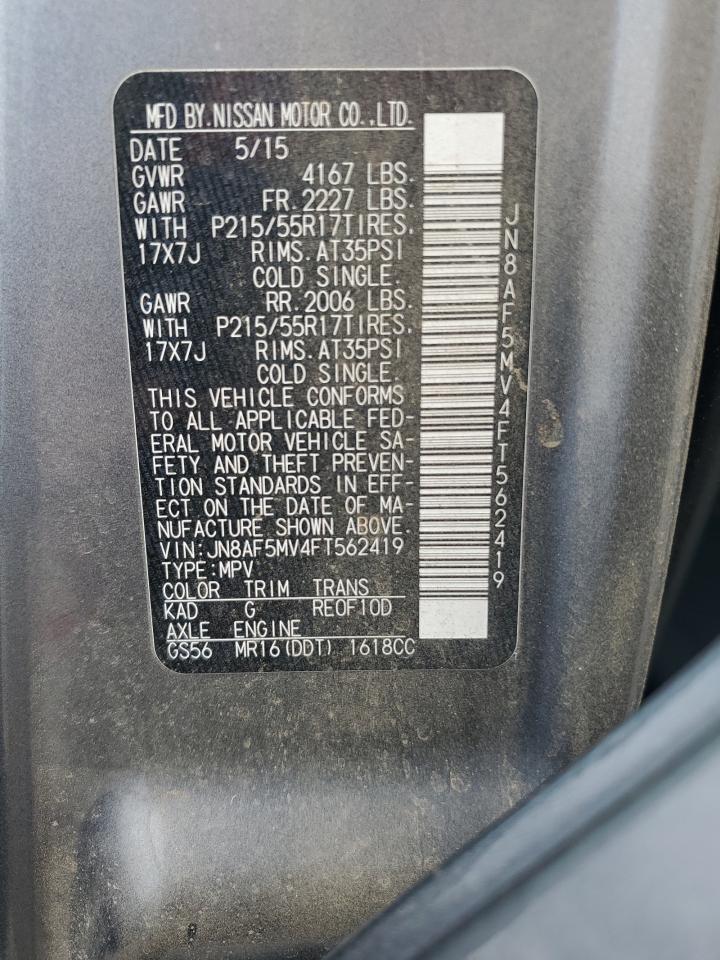 MFD BY.NISSAN MOTOR CO.,LTD.
DATE 5/15
GVWR 4167 LBS.
GAWR FR.2227 LBS.
WITH P215/55R17TIRES.
17X7J RIMS.AT35PSI
COLD SINGLE.
GAWR RR.2006 LBS.
WITH P215/55R17TIRES.
17X7J RIMS.AT35PSI
COLD SINGLE.
THIS VEHICLE CONFORMS
TO ALL APPLICABLE FED-
ERAL MOTOR VEHICLE SA-
FETY AND THEFT PREVEN-
TION STANDARDS IN EFF-
ECT ON THE DATE OF MA-
NUFACTURE SHOWN ABOVE.
VIN:JN8AF5MV4FT562419
TYPE:MPV
COLOR TRIM TRANS
KAD G RE0F10D
AXLE ENGINE
GS56 MR16(DDT) 1618CC
JN8AF5MV4FT562419